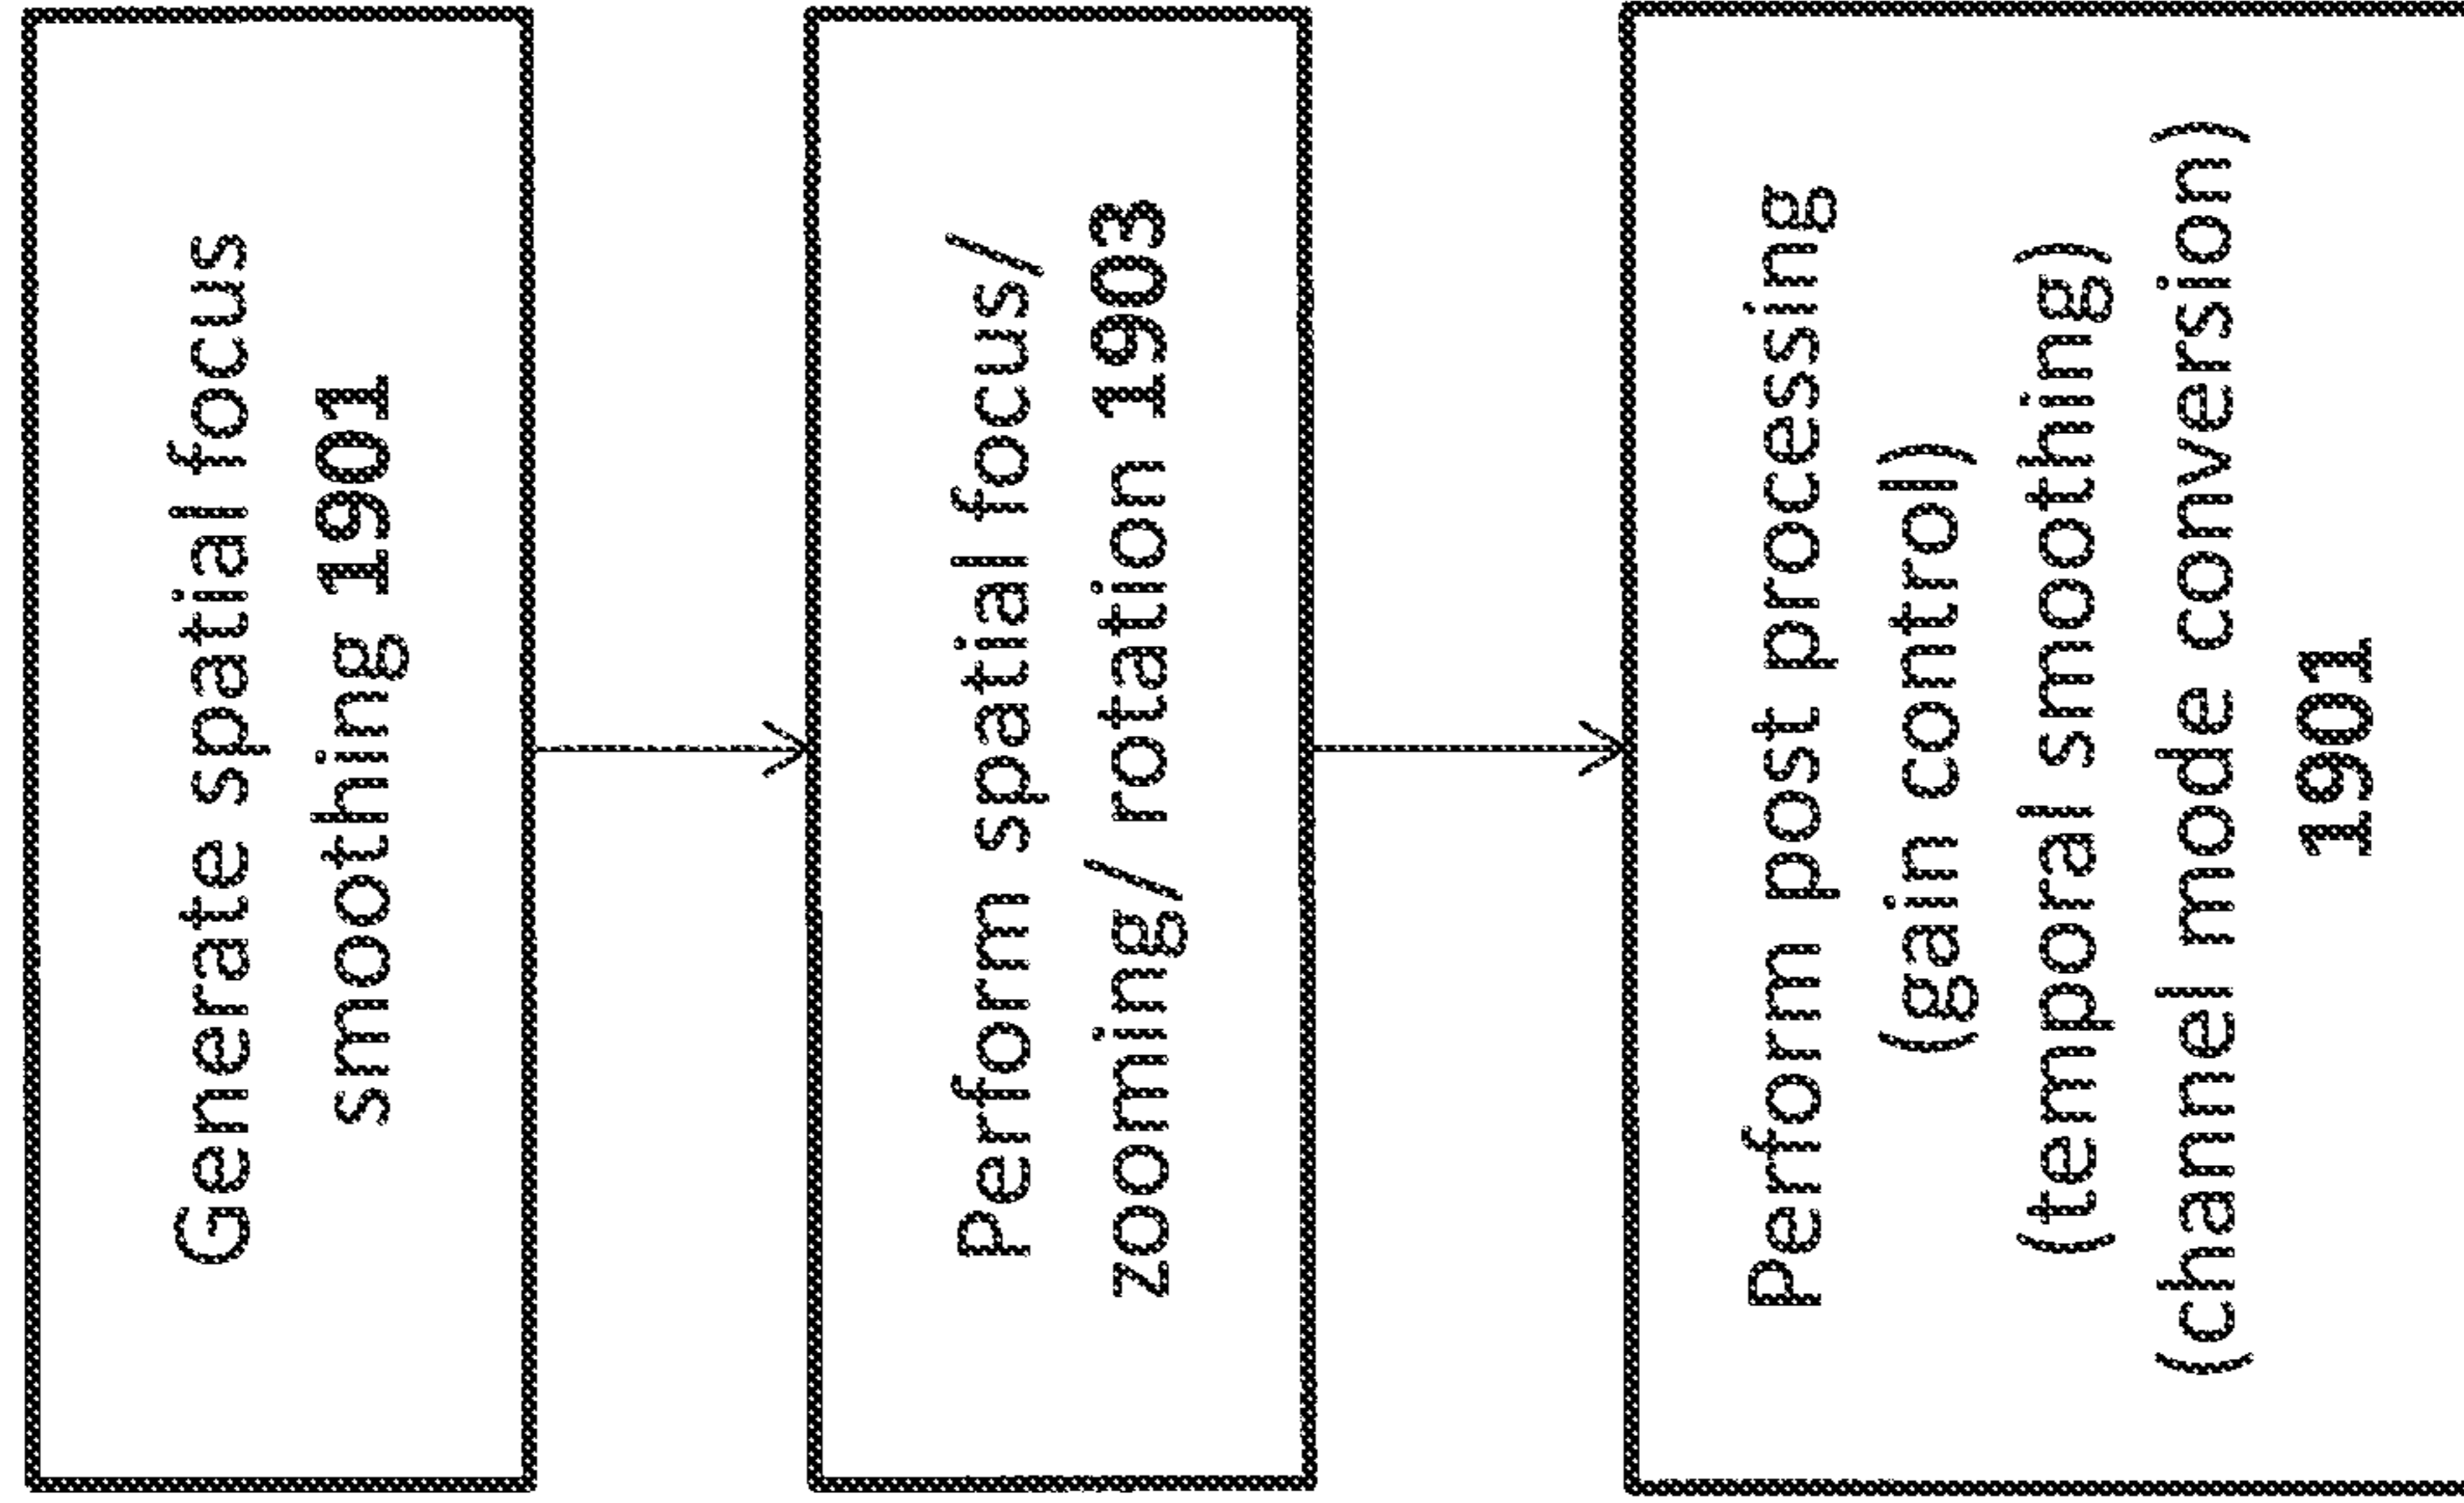 Generate spatial focus
smoothing 1901
Perform spatial focus/
zooming/ rotation 1903
Perform post processing
(gain control)
(temporal smoothing)
(channel mode conversion)
1901